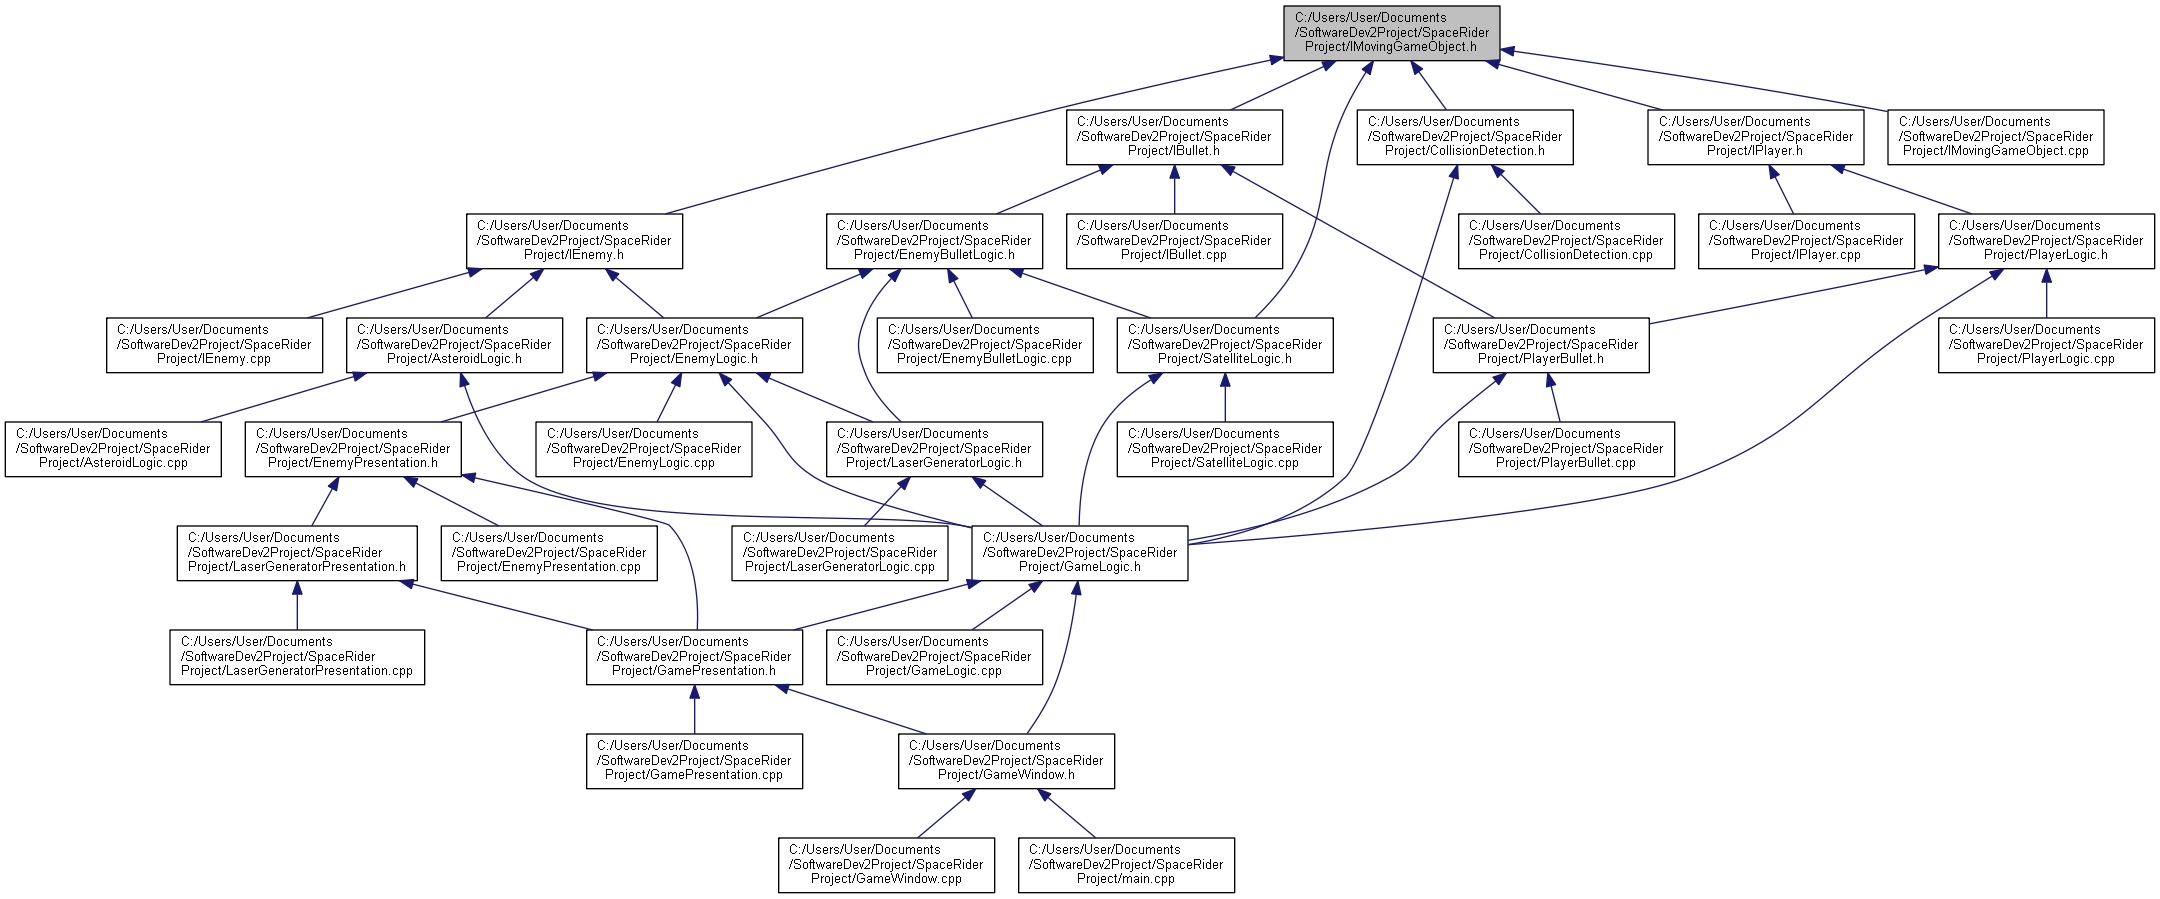 C:/Users/User/Documents
/SoftwareDev2Project/SpaceRider
Project/IMovingGameObject.h
C:/Users/User/Documents
/SoftwareDev2Project/SpaceRider
Project/IBullet.h
C:/Users/User/Documents
/SoftwareDev2Project/SpaceRider
Project/CollisionDetection.h
C:/Users/User/Documents
/SoftwareDev2Project/SpaceRider
Project/IPlayer.h
C:/Users/User/Documents
/SoftwareDev2Project/SpaceRider
Project/IMovingGameObject.cpp
C:/Users/User/Documents
/SoftwareDev2Project/SpaceRider
Project/IEnemy.h
C:/Users/User/Documents
/SoftwareDev2Project/SpaceRider
Project/EnemyBulletLogic.h
C:/Users/User/Documents
/SoftwareDev2Project/SpaceRider
Project/IBullet.cpp
C:/Users/User/Documents
/SoftwareDev2Project/SpaceRider
Project/CollisionDetection.cpp
C:/Users/User/Documents
/SoftwareDev2Project/SpaceRider
Project/IPlayer.cpp
C:/Users/User/Documents
/SoftwareDev2Project/SpaceRider
Project/PlayerLogic.h
C:/Users/User/Documents
/SoftwareDev2Project/SpaceRider
Project/IEnemy.cpp
C:/Users/User/Documents
/SoftwareDev2Project/SpaceRider
Project/AsteroidLogic.h
C:/Users/User/Documents
/SoftwareDev2Project/SpaceRider
Project/EnemyLogic.h
C:/Users/User/Documents
/SoftwareDev2Project/SpaceRider
Project/EnemyBulletLogic.cpp
C:/Users/User/Documents
/SoftwareDev2Project/SpaceRider
Project/SatelliteLogic.h
C:/Users/User/Documents
/SoftwareDev2Project/SpaceRider
Project/PlayerBullet.h
C:/Users/User/Documents
/SoftwareDev2Project/SpaceRider
Project/PlayerLogic.cpp
C:/Users/User/Documents
/SoftwareDev2Project/SpaceRider
Project/AsteroidLogic.cpp
C:/Users/User/Documents
/SoftwareDev2Project/SpaceRider
Project/EnemyPresentation.h
C:/Users/User/Documents
/SoftwareDev2Project/SpaceRider
Project/EnemyLogic.cpp
C:/Users/User/Documents
/SoftwareDev2Project/SpaceRider
Project/LaserGeneratorLogic.h
C:/Users/User/Documents
/SoftwareDev2Project/SpaceRider
Project/SatelliteLogic.cpp
C:/Users/User/Documents
/SoftwareDev2Project/SpaceRider
Project/PlayerBullet.cpp
C:/Users/User/Documents
/SoftwareDev2Project/SpaceRider
Project/LaserGeneratorPresentation.h
C:/Users/User/Documents
/SoftwareDev2Project/SpaceRider
Project/EnemyPresentation.cpp
C:/Users/User/Documents
/SoftwareDev2Project/SpaceRider
Project/LaserGeneratorLogic.cpp
C:/Users/User/Documents
/SoftwareDev2Project/SpaceRider
Project/GameLogic.h
C:/Users/User/Documents
/SoftwareDev2Project/SpaceRider
Project/LaserGeneratorPresentation.cpp
C:/Users/User/Documents
/SoftwareDev2Project/SpaceRider
Project/GamePresentation.h
C:/Users/User/Documents
/SoftwareDev2Project/SpaceRider
Project/GameLogic.cpp
C:/Users/User/Documents
/SoftwareDev2Project/SpaceRider
Project/GamePresentation.cpp
C:/Users/User/Documents
/SoftwareDev2Project/SpaceRider
Project/GameWindow.h
C:/Users/User/Documents
/SoftwareDev2Project/SpaceRider
Project/GameWindow.cpp
C:/Users/User/Documents
/SoftwareDev2Project/SpaceRider
Project/main.cpp